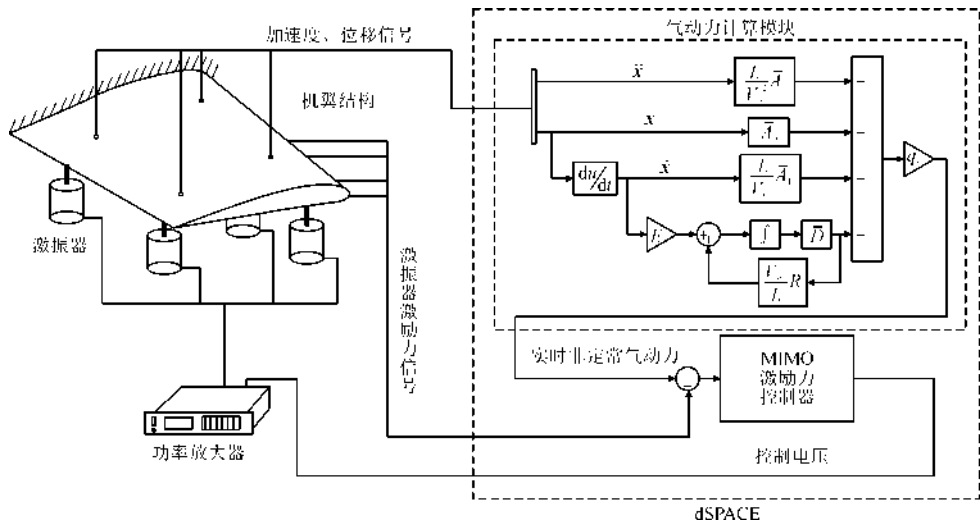 气动力计算模块
加速度、位移信号
机翼结构
ẍ
x
ẋ
du/dt
E
∫
D̅
R
q
激振器
激振器激励力信号
实时非定常气动力
MIMO
激励力
控制器
功率放大器
控制电压
dSPACE